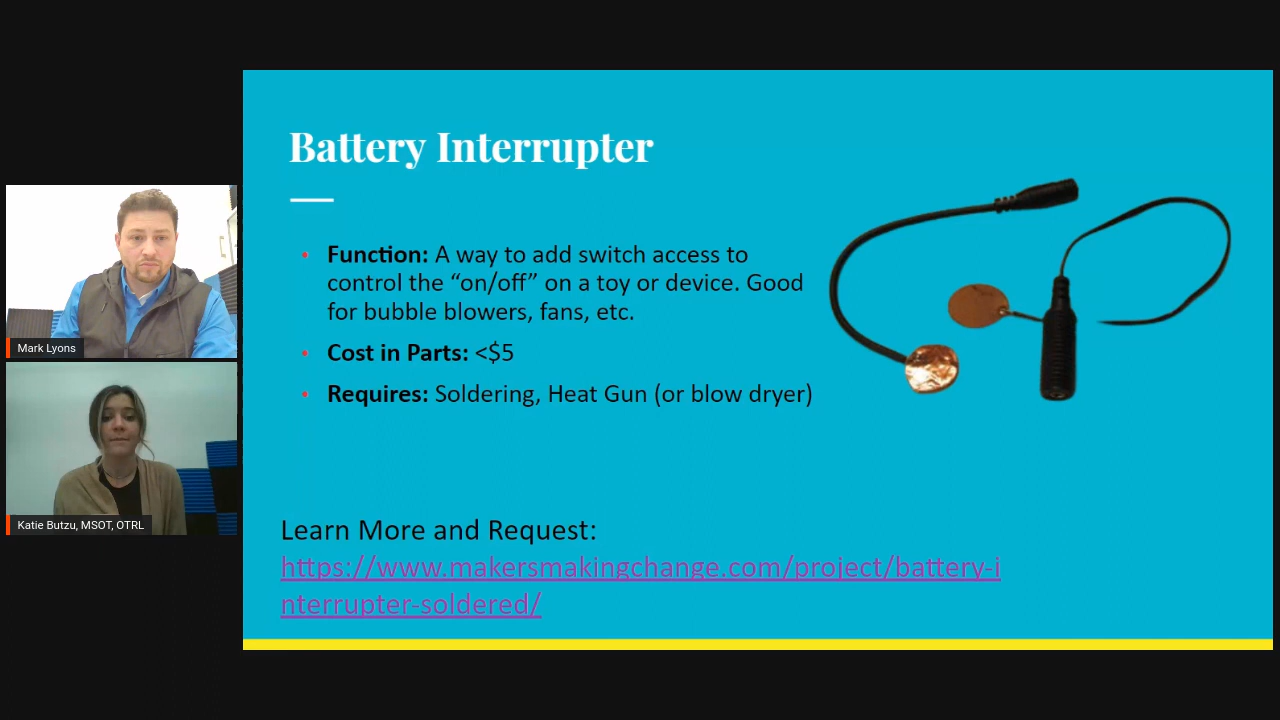 Battery Interrupter
• Function: A way to add switch access to
control the “on/off” on a toy or device. Good
for bubble blowers, fans, etc.
• Cost in Parts: <$5
• Requires: Soldering, Heat Gun (or blow dryer)
Learn More and Request:
https://www.makersmakingchange.com/project/battery-i
nterrupter-soldered/
Mark Lyons
Katie Butzu, MSOT, OTRL